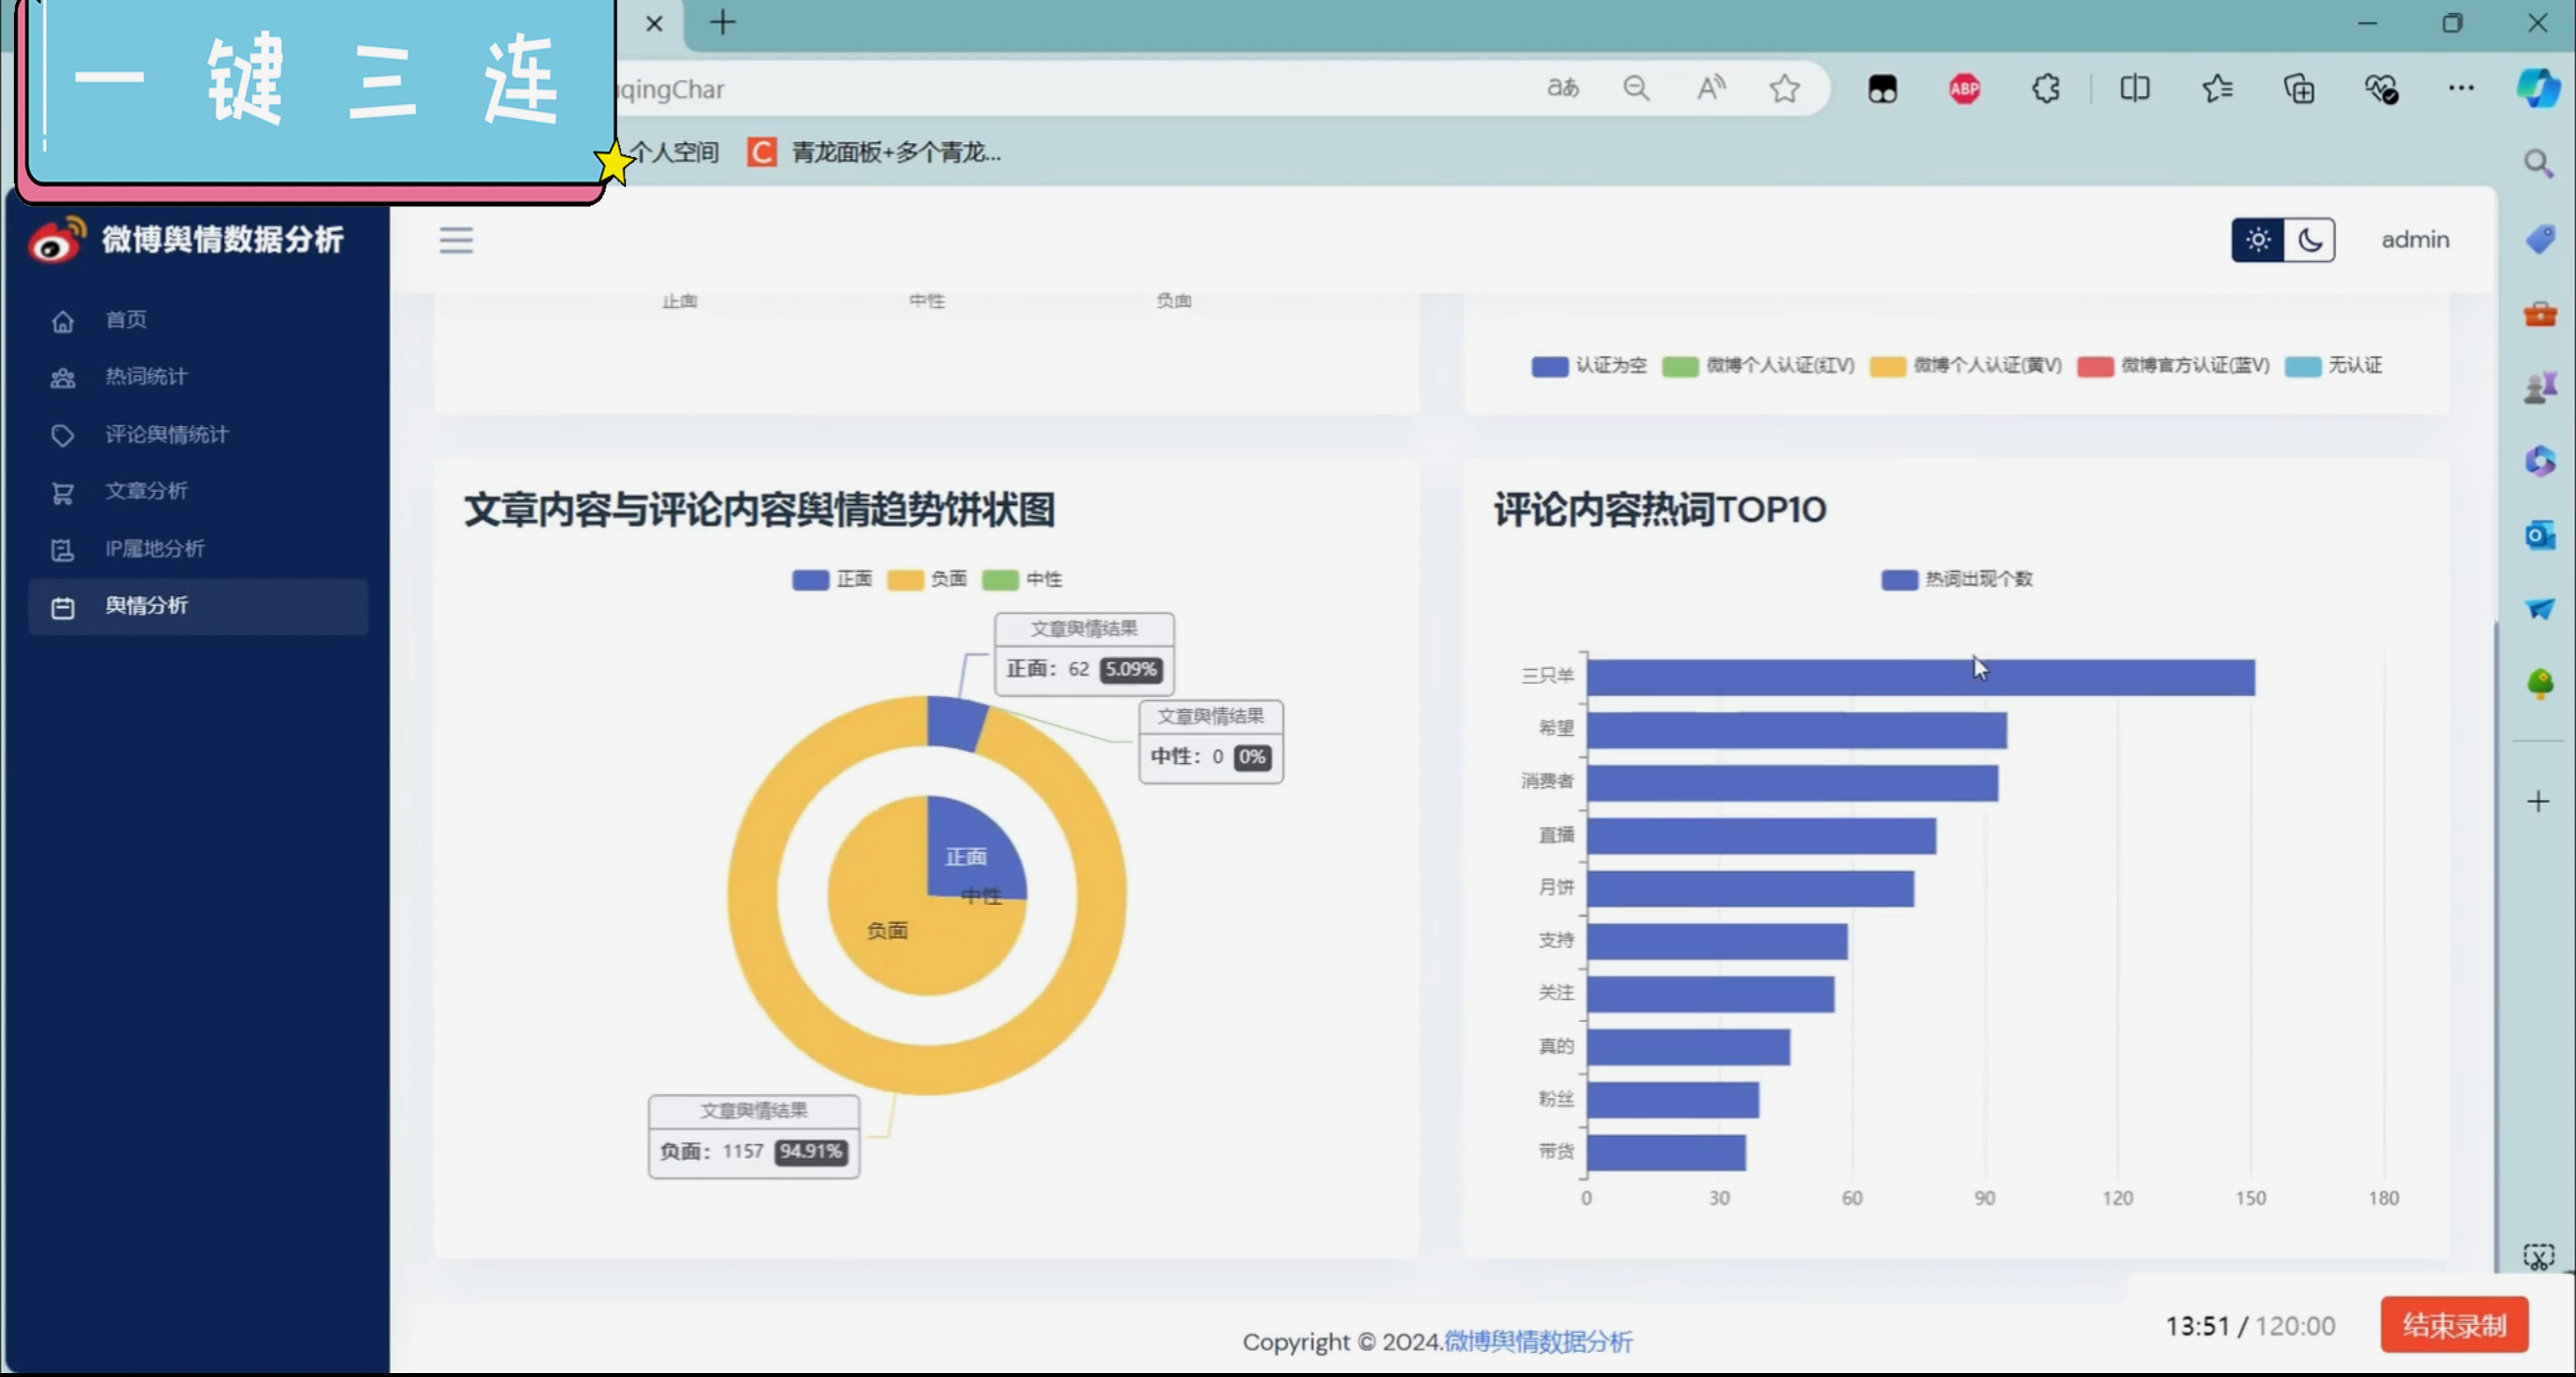 一 键 三 连
qingChar
aあ
A
ABP
个人空间
C 青龙面板+多个青龙...
微博舆情数据分析
admin
首页
热词统计
评论舆情统计
文章分析
IP属地分析
舆情分析
正面 中性 负面
认证为空 微博个人认证(红V) 微博个人认证(黄V) 微博官方认证(蓝V) 无认证
文章内容与评论内容舆情趋势饼状图
正面 负面 中性
文章舆情结果
正面： 62 5.09%
文章舆情结果
中性： 0 0%
正面
中性
负面
文章舆情结果
负面： 1157 94.91%
评论内容热词TOP10
热词出现个数
三只羊
希望
消费者
直播
月饼
支持
关注
真的
粉丝
带货
0 30 60 90 120 150 180
Copyright © 2024.微博舆情数据分析
13:51 / 120:00
结束录制